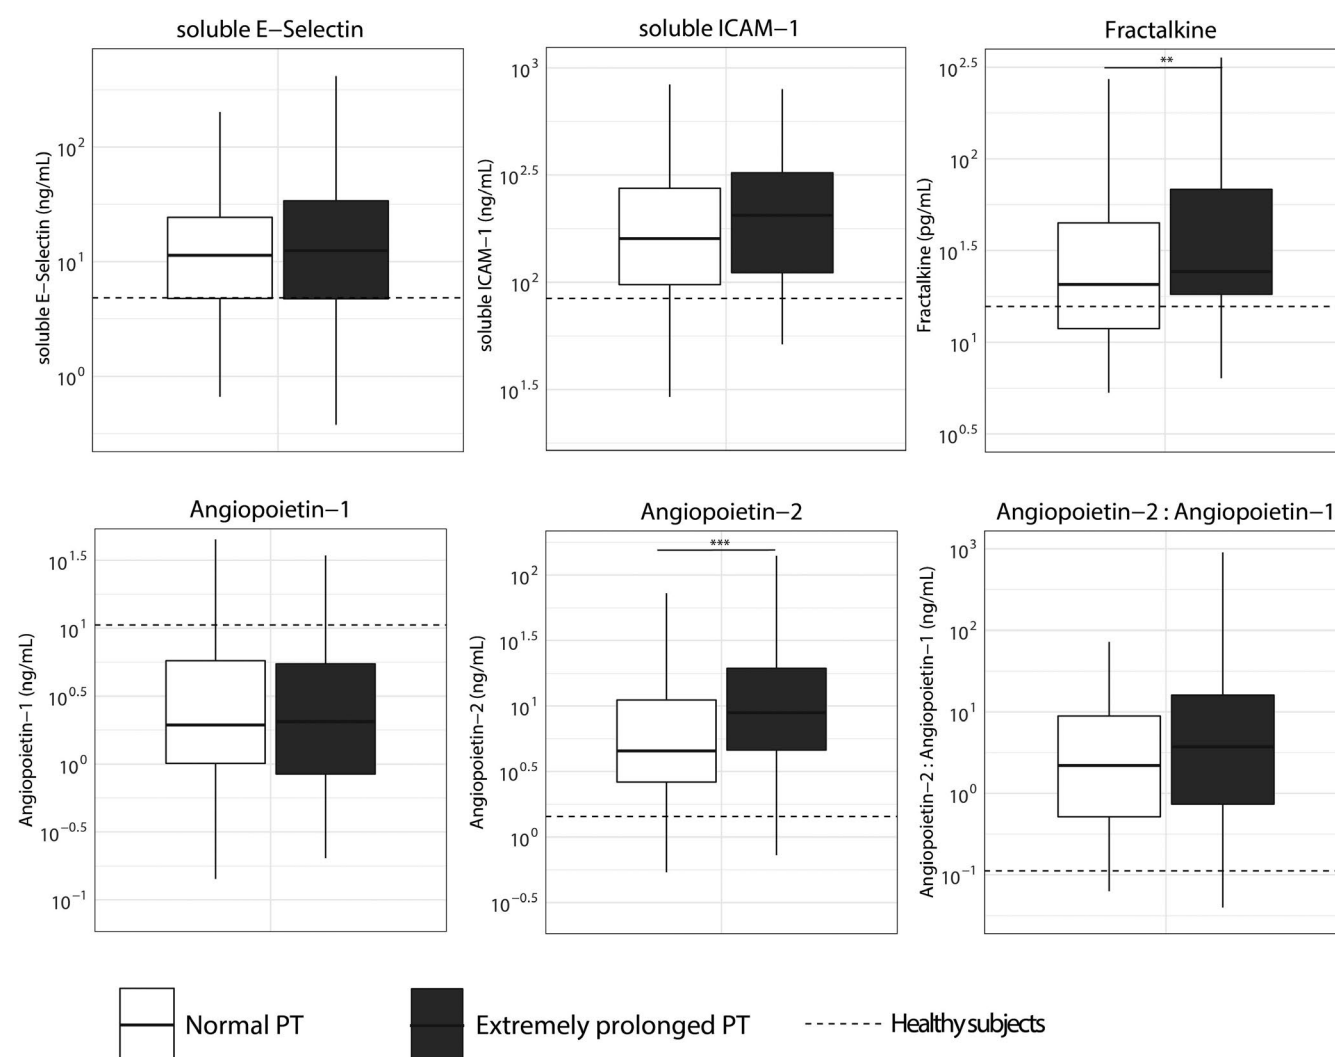 soluble E−Selectin
soluble E−Selectin (ng/mL)
10^2
10^1
10^0
soluble ICAM−1
soluble ICAM−1 (ng/mL)
10^3
10^2.5
10^2
10^1.5
Fractalkine
Fractalkine (pg/mL)
10^2.5
10^2
10^1.5
10^1
10^0.5
**
Angiopoietin−1
Angiopoietin−1 (ng/mL)
10^1.5
10^1
10^0.5
10^0
10^−0.5
10^−1
Angiopoietin−2
Angiopoietin−2 (ng/mL)
10^2
10^1.5
10^1
10^0.5
10^0
10^−0.5
***
Angiopoietin−2 : Angiopoietin−1
Angiopoietin−2 : Angiopoietin−1 (ng/mL)
10^3
10^2
10^1
10^0
10^−1
Normal PT
Extremely prolonged PT
Healthy subjects